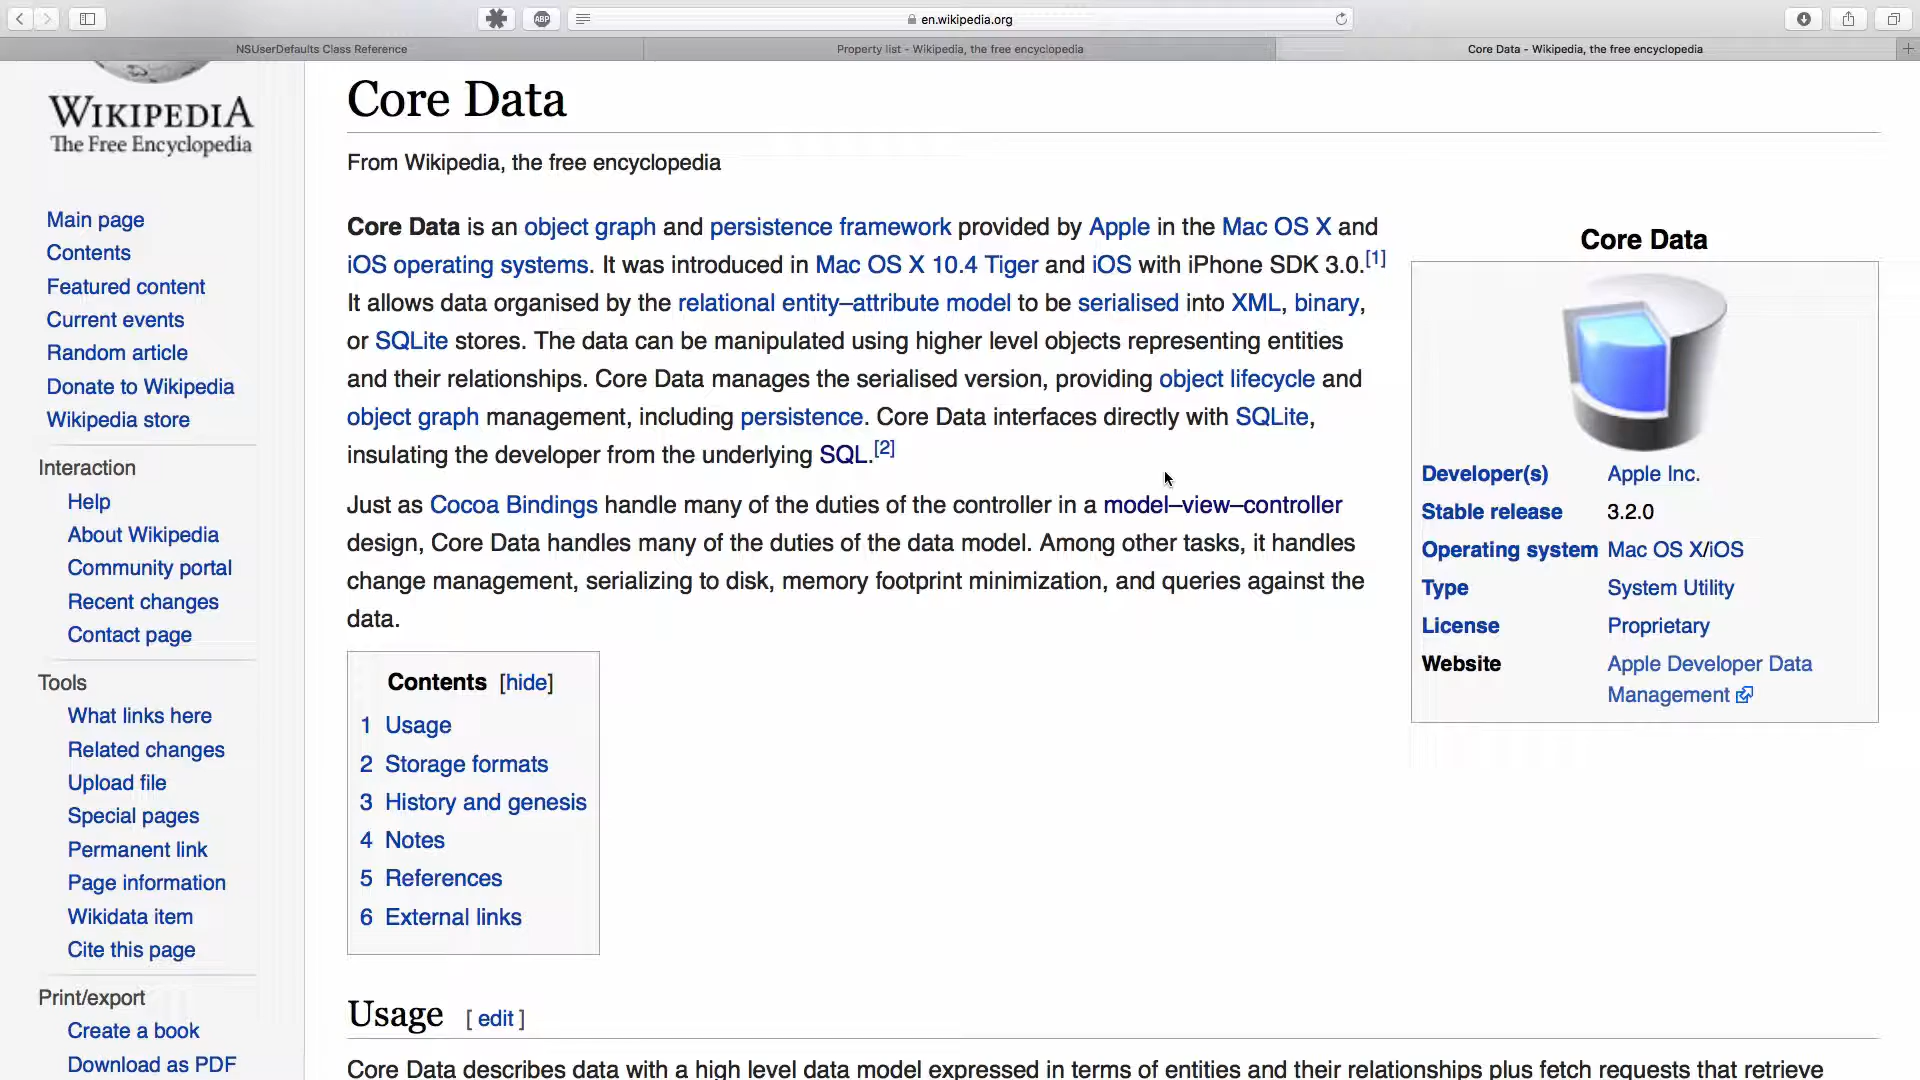 ABP
en.wikipedia.org
NSUserDefaults Class Reference
Property list - Wikipedia, the free encyclopedia
Core Data - Wikipedia, the free encyclopedia
WIKIPEDIA
The Free Encyclopedia
Main page
Contents
Featured content
Current events
Random article
Donate to Wikipedia
Wikipedia store
Interaction
Help
About Wikipedia
Community portal
Recent changes
Contact page
Tools
What links here
Related changes
Upload file
Special pages
Permanent link
Page information
Wikidata item
Cite this page
Print/export
Create a book
Download as PDF
Core Data
From Wikipedia, the free encyclopedia
Core Data is an object graph and persistence framework provided by Apple in the Mac OS X and
iOS operating systems. It was introduced in Mac OS X 10.4 Tiger and iOS with iPhone SDK 3.0.[1]
It allows data organised by the relational entity–attribute model to be serialised into XML, binary,
or SQLite stores. The data can be manipulated using higher level objects representing entities
and their relationships. Core Data manages the serialised version, providing object lifecycle and
object graph management, including persistence. Core Data interfaces directly with SQLite,
insulating the developer from the underlying SQL.[2]
Just as Cocoa Bindings handle many of the duties of the controller in a model–view–controller
design, Core Data handles many of the duties of the data model. Among other tasks, it handles
change management, serializing to disk, memory footprint minimization, and queries against the
data.
Core Data
Developer(s) Apple Inc.
Stable release 3.2.0
Operating system Mac OS X/iOS
Type System Utility
License Proprietary
Website Apple Developer Data
Management
Contents [hide]
1 Usage
2 Storage formats
3 History and genesis
4 Notes
5 References
6 External links
Usage [ edit ]
Core Data describes data with a high level data model expressed in terms of entities and their relationships plus fetch requests that retrieve